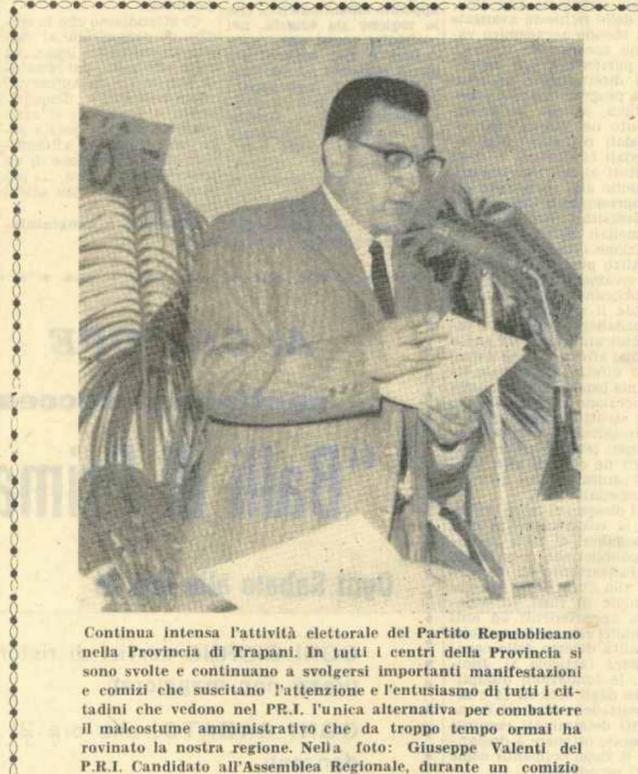 Continua intensa l'attività elettorale del Partito Repubblicano
nella Provincia di Trapani. In tutti i centri della Provincia si
sono svolte e continuano a svolgersi importanti manifestazioni
e comizi che suscitano l'attenzione e l'entusiasmo di tutti i cit-
tadini che vedono nel PR.I. l'unica alternativa per combattere
il malcostume amministrativo che da troppo tempo ormai ha
rovinato la nostra regione. Nella foto: Giuseppe Valenti del
P.R.I. Candidato all'Assemblea Regionale, durante un comizio